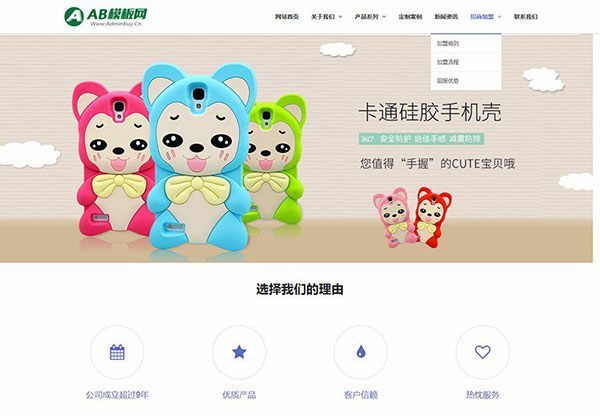 AB模板网
Www.Adminbuy.Cn
网站首页 关于我们 产品系列 定制案例 新闻资讯 招商加盟 联系我们
加盟细则
加盟流程
回报优势
卡通硅胶手机壳
360° 安全防护 绝佳手感 减震防摔
您值得“手握”的CUTE宝贝哦
选择我们的理由
公司成立超过9年 优质产品 客户信赖 热忱服务